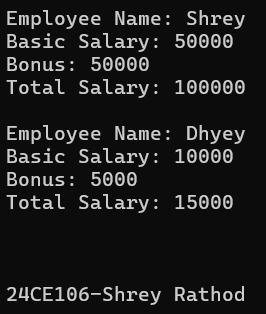 Employee Name: Shrey
Basic Salary: 50000
Bonus: 50000
Total Salary: 100000
Employee Name: Dhyey
Basic Salary: 10000
Bonus: 5000
Total Salary: 15000
24CE106-Shrey Rathod